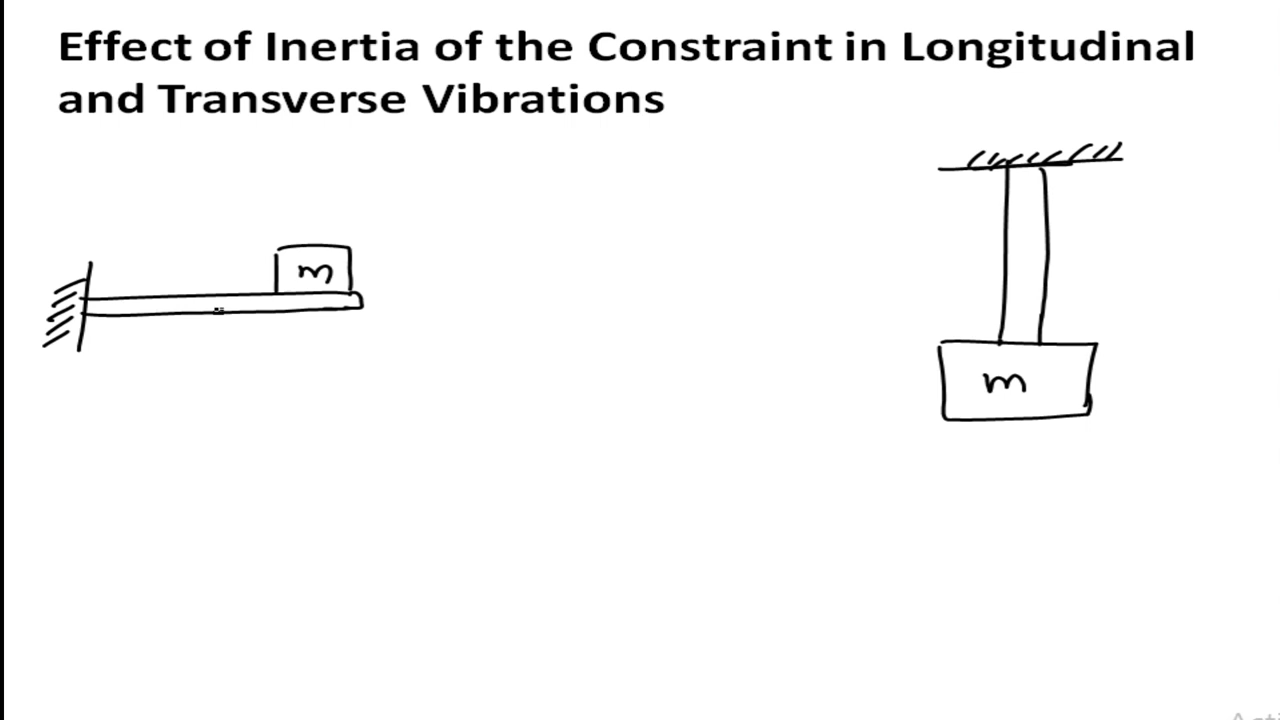 Effect of Inertia of the Constraint in Longitudinal
and Transverse Vibrations
m
m